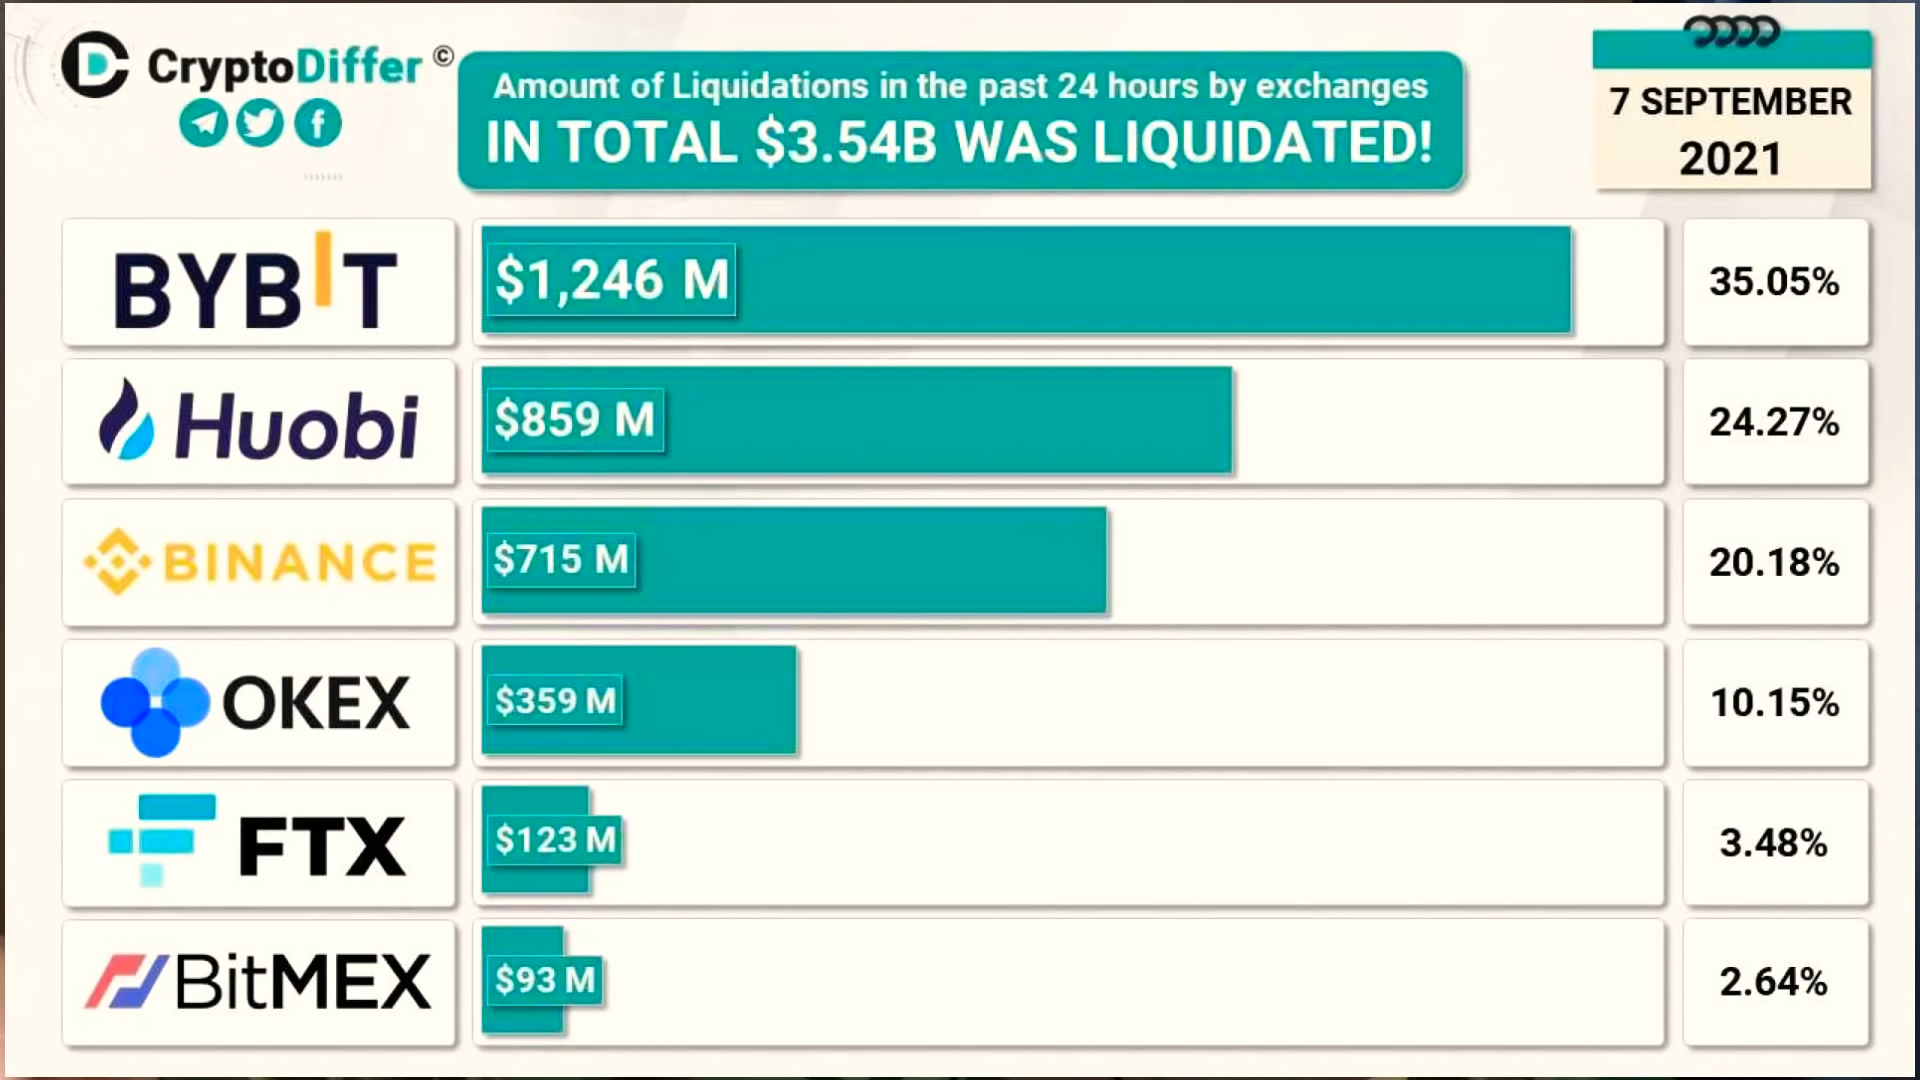 CryptoDiffer ©
Amount of Liquidations in the past 24 hours by exchanges
IN TOTAL $3.54B WAS LIQUIDATED!
7 SEPTEMBER
2021
BYBIT $1,246 M 35.05%
Huobi $859 M 24.27%
BINANCE $715 M 20.18%
OKEX $359 M 10.15%
FTX $123 M 3.48%
BitMEX $93 M 2.64%